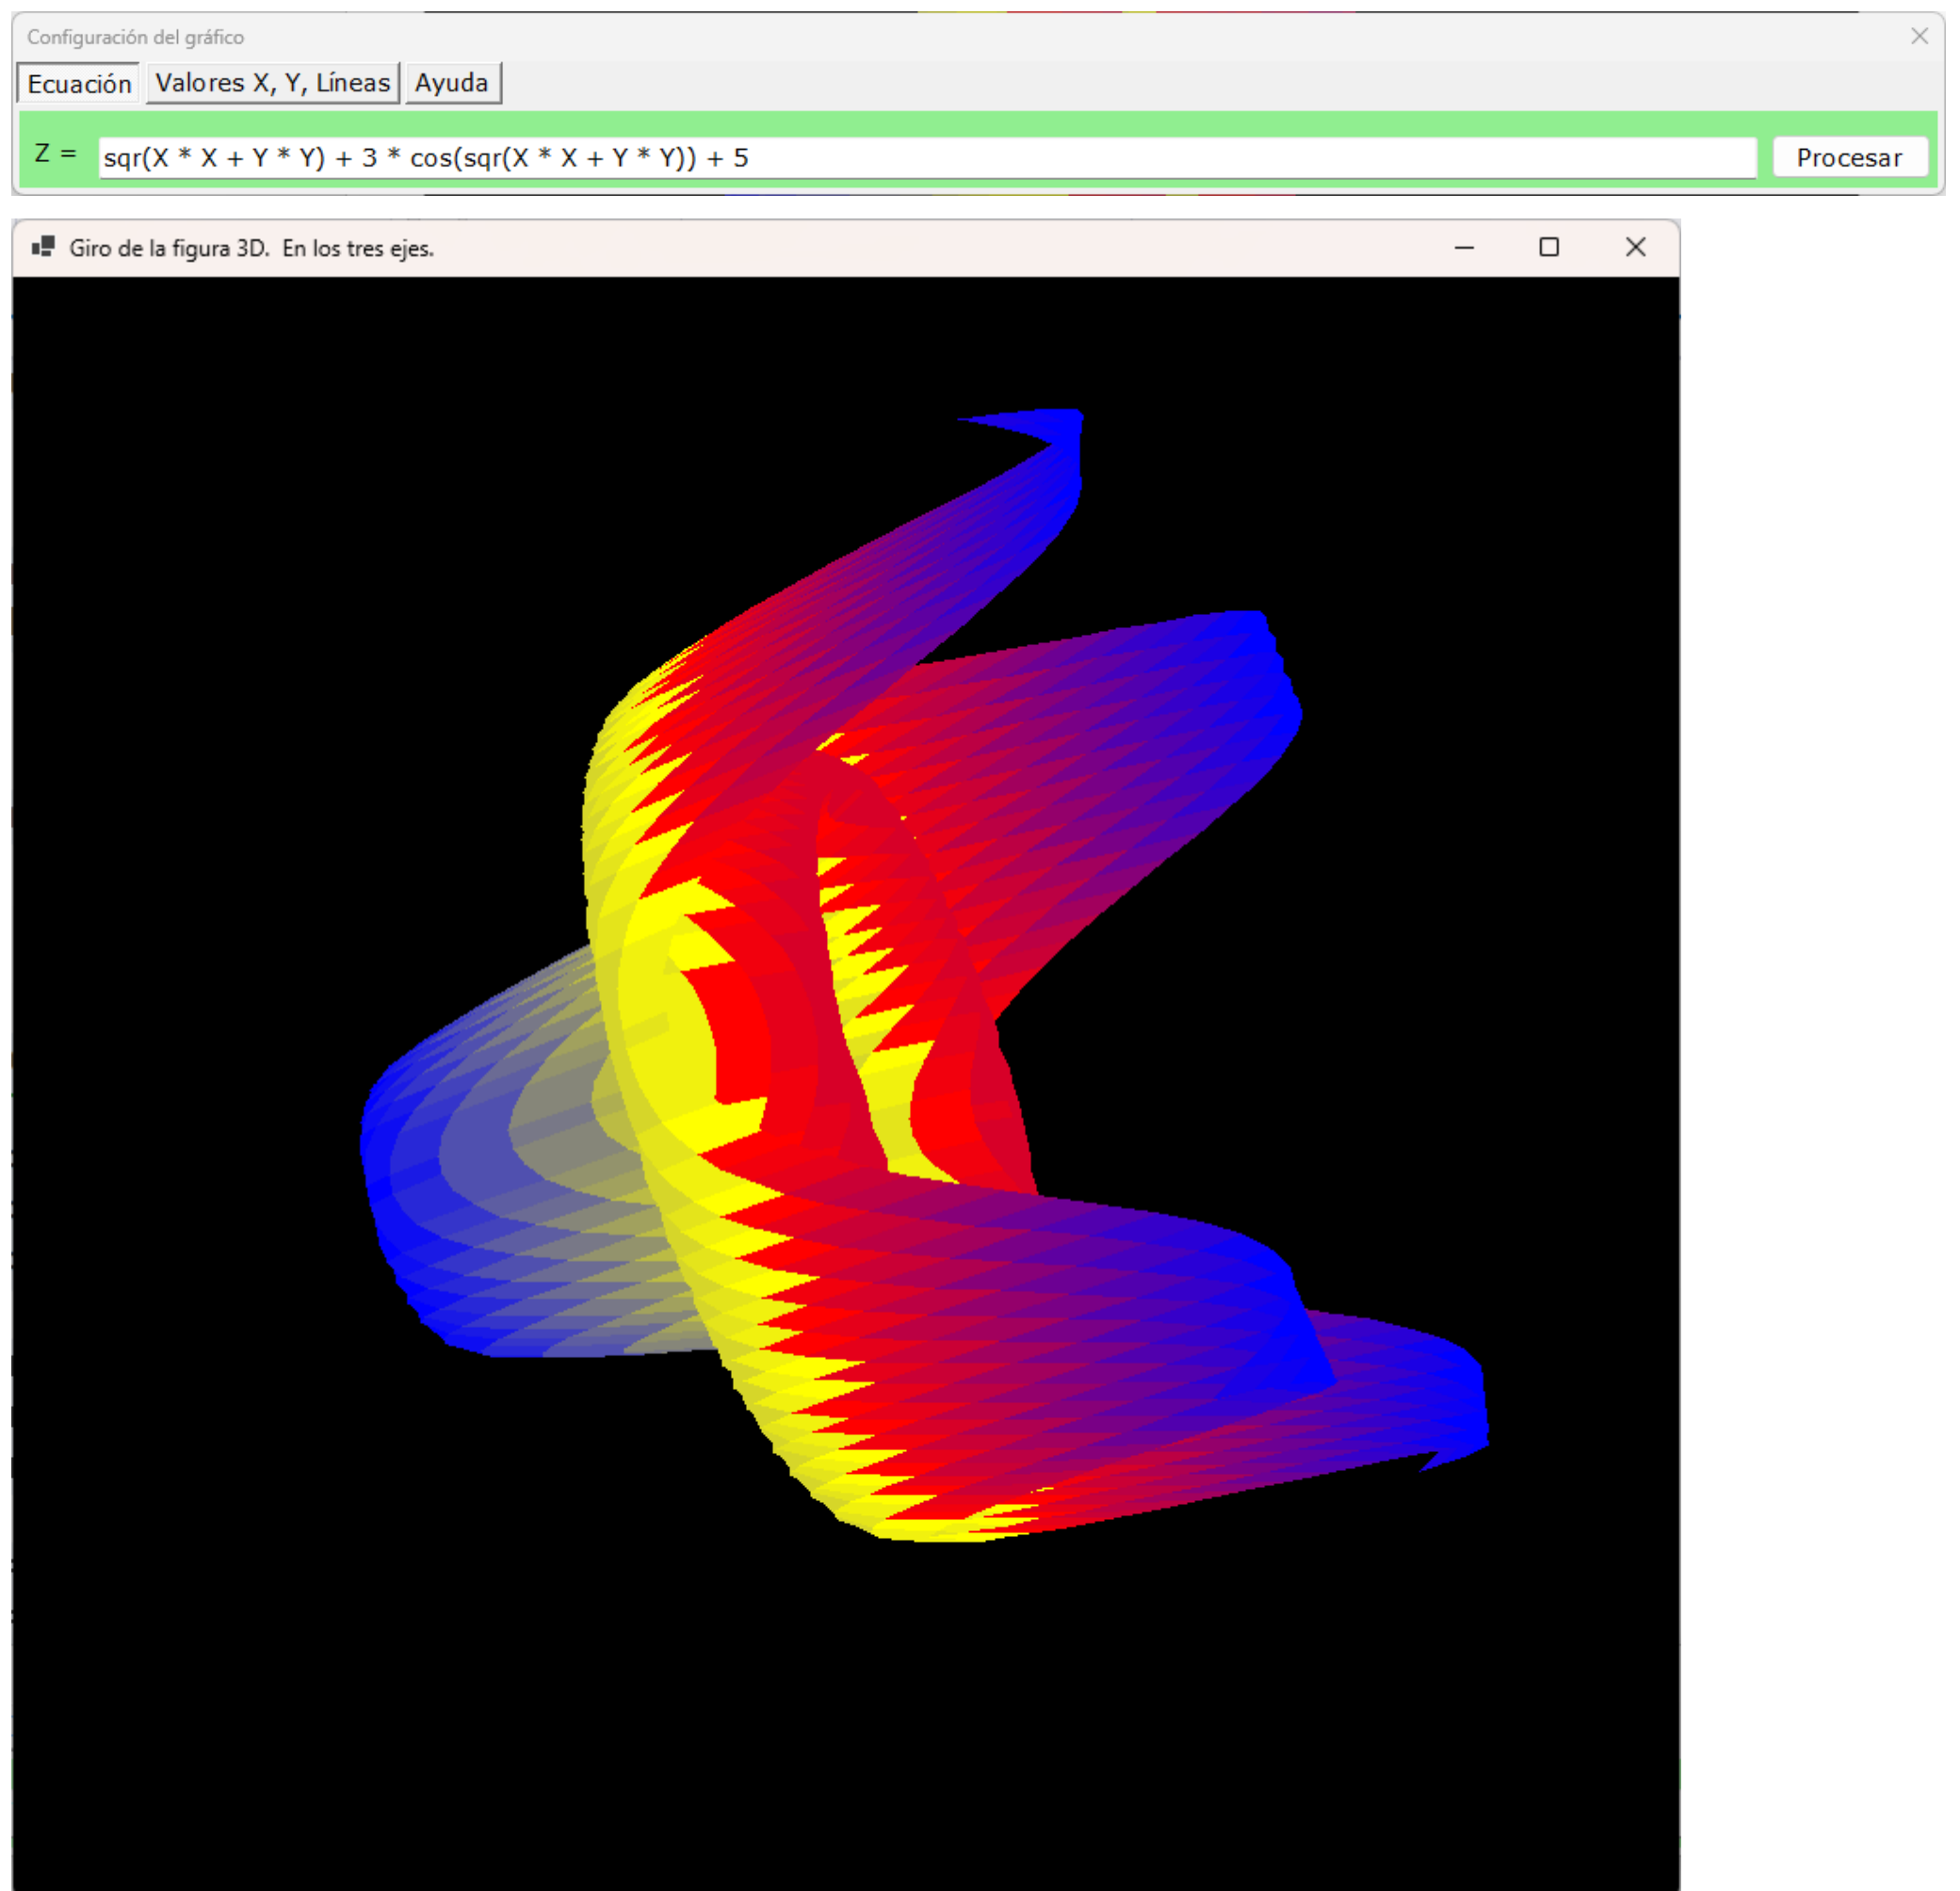 Configuración del gráfico
Ecuación Valores X, Y, Líneas Ayuda
Z = sqr(X * X + Y * Y) + 3 * cos(sqr(X * X + Y * Y)) + 5 Procesar
Giro de la figura 3D. En los tres ejes.